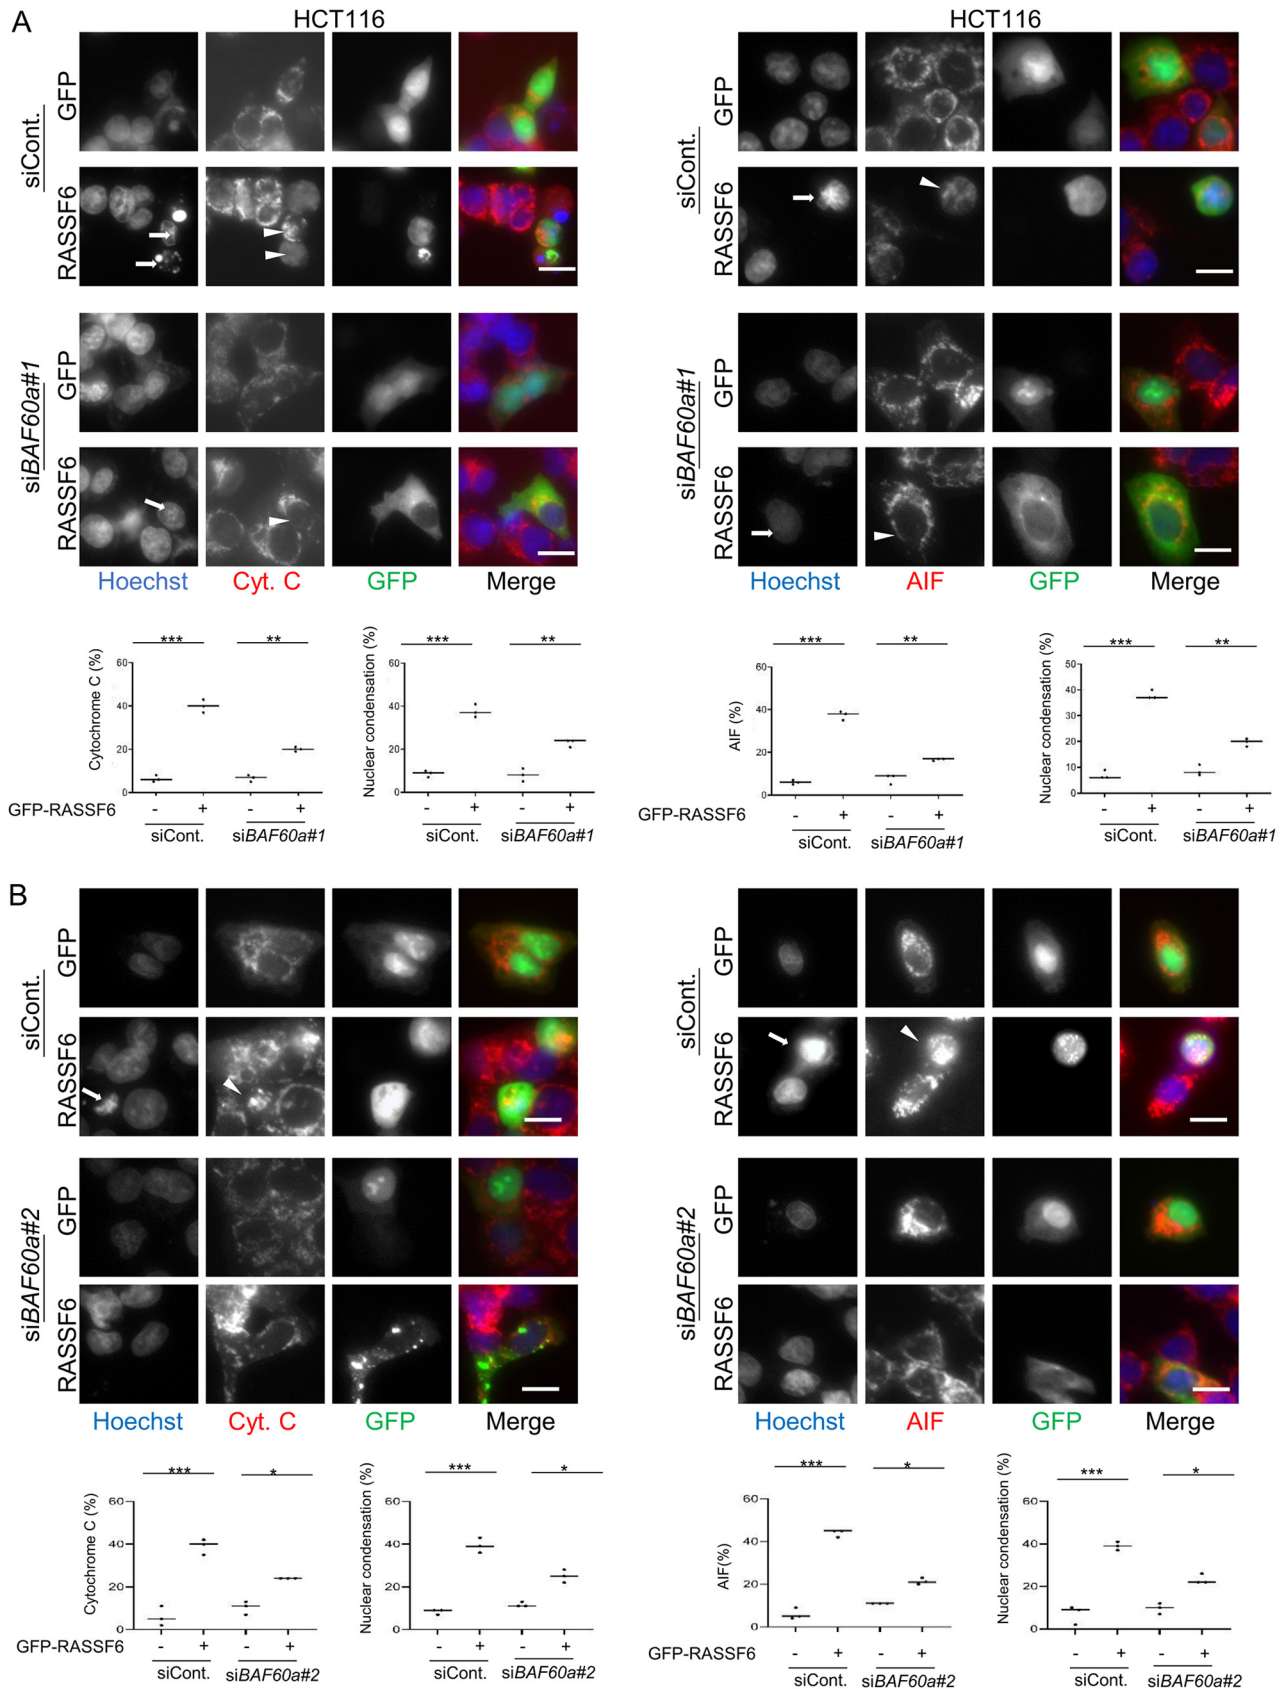 A
HCT116
HCT116
siCont.
GFP
RASSF6
siBAF60a#1
GFP
RASSF6
siCont.
GFP
RASSF6
siBAF60a#1
GFP
RASSF6
Hoechst Cyt. C GFP Merge
Hoechst AIF GFP Merge
*** **
Cytochrome C (%)
60
40
20
0
*** **
Nuclear condensation (%)
60
40
20
0
*** **
AIF (%)
60
40
20
0
*** **
Nuclear condensation (%)
50
40
30
20
10
0
GFP-RASSF6 - + - + - + - +
siCont. siBAF60a#1 siCont. siBAF60a#1
GFP-RASSF6 - + - + - + - +
siCont. siBAF60a#1 siCont. siBAF60a#1
B
siCont.
GFP
RASSF6
siBAF60a#2
GFP
RASSF6
siCont.
GFP
RASSF6
siBAF60a#2
GFP
RASSF6
Hoechst Cyt. C GFP Merge
Hoechst AIF GFP Merge
*** *
Cytochrome C (%)
60
40
20
0
*** *
Nuclear condensation (%)
60
40
20
0
*** *
AIF(%)
60
40
20
0
*** *
Nuclear condensation (%)
60
40
20
0
GFP-RASSF6 - + - + - + - +
siCont. siBAF60a#2 siCont. siBAF60a#2
GFP-RASSF6 - + - + - + - +
siCont. siBAF60a#2 siCont. siBAF60a#2